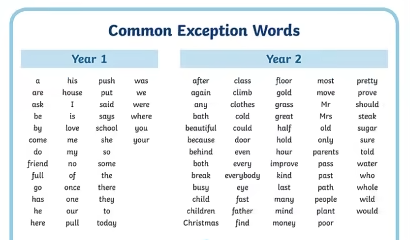 Common Exception Words
Year 1 Year 2
a his push was after class floor most pretty
are house put we again climb gold move prove
ask I said were any clothes grass Mr should
be is says where bath cold great Mrs steak
by love school you beautiful could half old sugar
come me she your because door hold only sure
do my so behind even hour parents told
friend no some both every improve pass water
full of the break everybody kind past who
go once there busy eye last path whole
has one they child fast many people wild
he our to children father mind plant would
here pull today Christmas find money poor